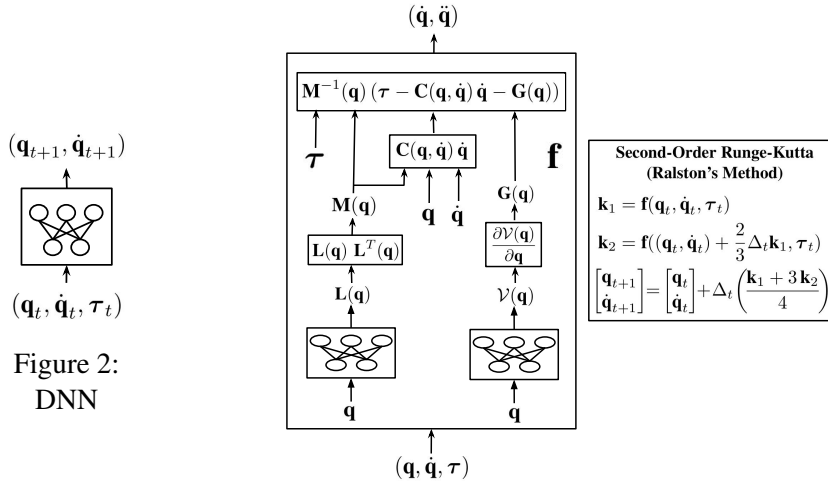 (q_{t+1}, q̇_{t+1})
(q_t, q̇_t, τ_t)
Figure 2:
DNN
(q̇, q̈)
M^{-1}(q) (τ − C(q, q̇) q̇ − G(q))
τ
C(q, q̇) q̇
f
M(q)
q
q̇
G(q)
L(q) L^T(q)
∂𝒱(q)
∂q
L(q)
𝒱(q)
q
q
(q, q̇, τ)
Second-Order Runge-Kutta
(Ralston's Method)
k_1 = f(q_t, q̇_t, τ_t)
k_2 = f((q_t, q̇_t) + \frac{2}{3} Δ_t k_1, τ_t)
[q_{t+1} q̇_{t+1}] = [q_t q̇_t] + Δ_t (\frac{k_1 + 3 k_2}{4})